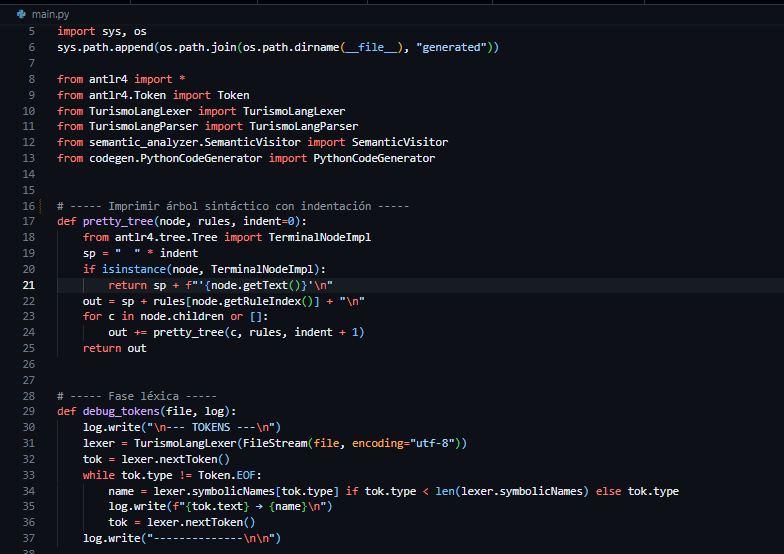 main.py
5 import sys, os
6 sys.path.append(os.path.join(os.path.dirname(__file__), "generated"))
7
8 from antlr4 import *
9 from antlr4.Token import Token
10 from TurismoLangLexer import TurismoLangLexer
11 from TurismoLangParser import TurismoLangParser
12 from semantic_analyzer.SemanticVisitor import SemanticVisitor
13 from codegen.PythonCodeGenerator import PythonCodeGenerator
14
15
16 # ----- Imprimir árbol sintáctico con indentación -----
17 def pretty_tree(node, rules, indent=0):
18     from antlr4.tree.Tree import TerminalNodeImpl
19     sp = "  " * indent
20     if isinstance(node, TerminalNodeImpl):
21         return sp + f"'{node.getText()}'\n"
22     out = sp + rules[node.getRuleIndex()] + "\n"
23     for c in node.children or []:
24         out += pretty_tree(c, rules, indent + 1)
25     return out
26
27
28 # ----- Fase léxica -----
29 def debug_tokens(file, log):
30     log.write("\n--- TOKENS ---\n")
31     lexer = TurismoLangLexer(FileStream(file, encoding="utf-8"))
32     tok = lexer.nextToken()
33     while tok.type != Token.EOF:
34         name = lexer.symbolicNames[tok.type] if tok.type < len(lexer.symbolicNames) else tok.type
35         log.write(f"{tok.text} → {name}\n")
36         tok = lexer.nextToken()
37     log.write("--------------\n\n")
38